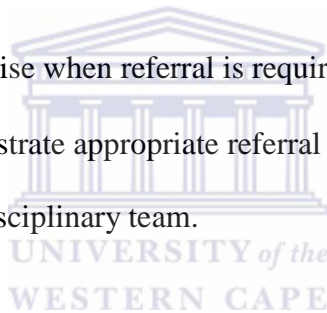 ise when referral is requir
strate appropriate referral
sciplinary team.
UNIVERSITY of the
WESTERN CAPE